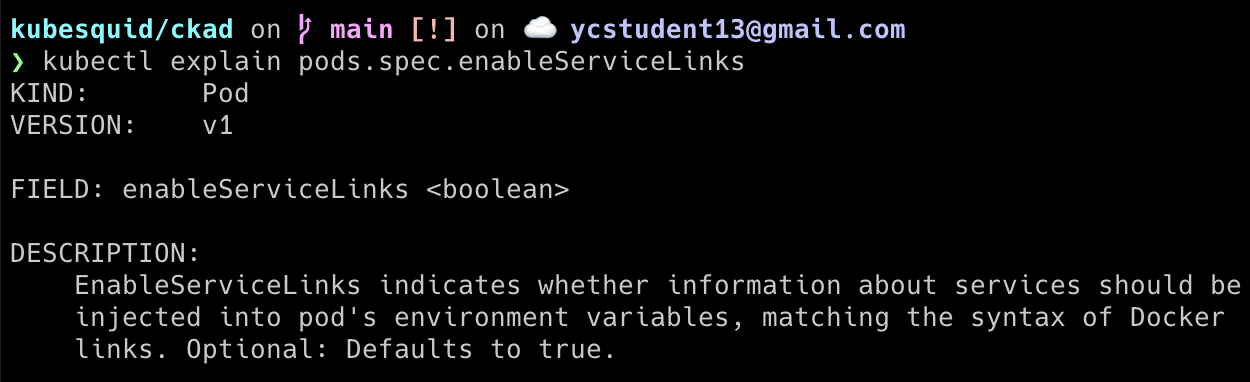 kubesquid/ckad on main [!] on ☁️ ycstudent13@gmail.com
❯ kubectl explain pods.spec.enableServiceLinks
KIND:       Pod
VERSION:    v1

FIELD: enableServiceLinks <boolean>

DESCRIPTION:
    EnableServiceLinks indicates whether information about services should be
    injected into pod's environment variables, matching the syntax of Docker
    links. Optional: Defaults to true.